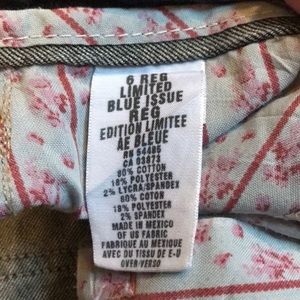 6 REG
LIMITED
BLUE ISSUE
REG
EDITION LIMITEE
AE BLEUE
RN 54485
CA 03873
80% COTTON
18% POLYESTER
2% LYCRA/SPANDEX
80% COTON
18% POLYESTER
2% SPANDEX
MADE IN MEXICO
OF US FABRIC
FABRIQUE AU MEXIQUE
AVEC DU TISSU DE E-U
OVER/VERSO